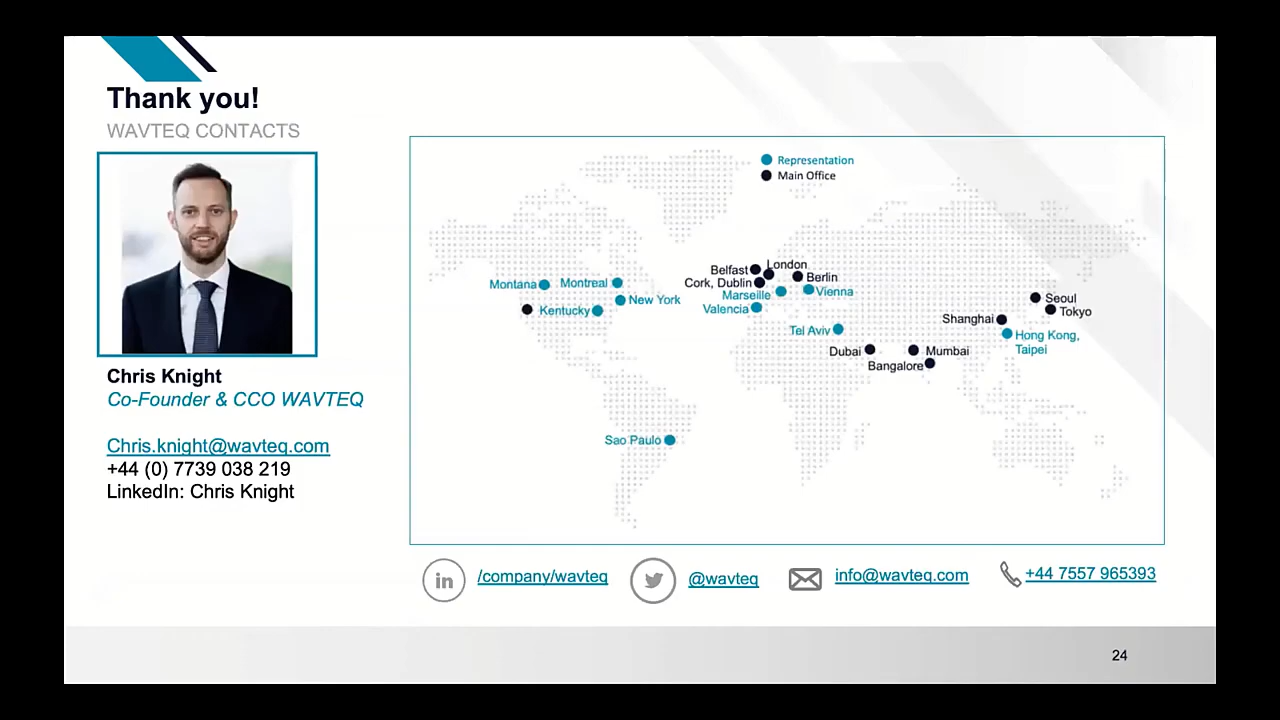 Thank you!
WAVTEQ CONTACTS
Chris Knight
Co-Founder & CCO WAVTEQ
Chris.knight@wavteq.com
+44 (0) 7739 038 219
LinkedIn: Chris Knight
Representation
Main Office
Belfast
London
Cork, Dublin
Berlin
Montana
Montreal
Marseille
Vienna
New York
Valencia
Kentucky
Seoul
Tokyo
Shanghai
Tel Aviv
Hong Kong,
Taipei
Dubai
Mumbai
Bangalore
Sao Paulo
in
/company/wavteq
@wavteq
info@wavteq.com
+44 7557 965393
24